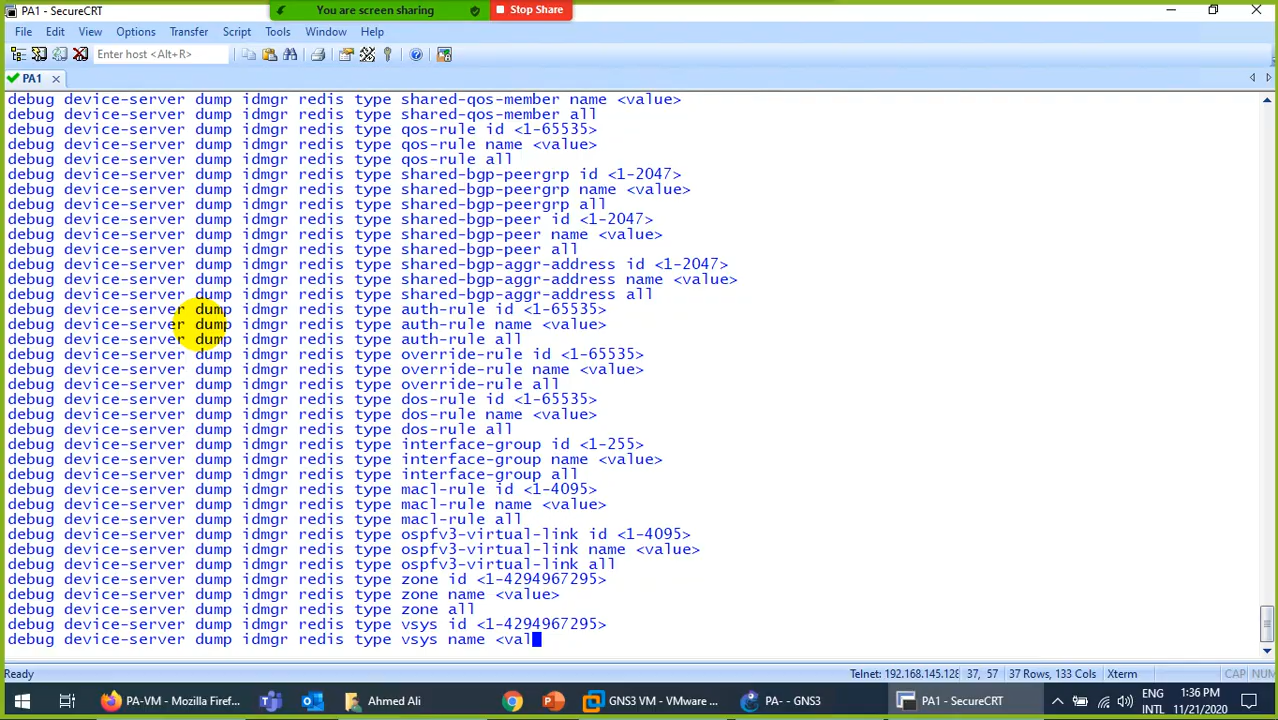 PA1 - SecureCRT
You are screen sharing
Stop Share
File Edit View Options Transfer Script Tools Window Help
Enter host <Alt+R>
PA1
debug device-server dump idmgr redis type shared-qos-member name <value>
debug device-server dump idmgr redis type shared-qos-member all
debug device-server dump idmgr redis type qos-rule id <1-65535>
debug device-server dump idmgr redis type qos-rule name <value>
debug device-server dump idmgr redis type qos-rule all
debug device-server dump idmgr redis type shared-bgp-peergrp id <1-2047>
debug device-server dump idmgr redis type shared-bgp-peergrp name <value>
debug device-server dump idmgr redis type shared-bgp-peergrp all
debug device-server dump idmgr redis type shared-bgp-peer id <1-2047>
debug device-server dump idmgr redis type shared-bgp-peer name <value>
debug device-server dump idmgr redis type shared-bgp-peer all
debug device-server dump idmgr redis type shared-bgp-aggr-address id <1-2047>
debug device-server dump idmgr redis type shared-bgp-aggr-address name <value>
debug device-server dump idmgr redis type shared-bgp-aggr-address all
debug device-server dump idmgr redis type auth-rule id <1-65535>
debug device-server dump idmgr redis type auth-rule name <value>
debug device-server dump idmgr redis type auth-rule all
debug device-server dump idmgr redis type override-rule id <1-65535>
debug device-server dump idmgr redis type override-rule name <value>
debug device-server dump idmgr redis type override-rule all
debug device-server dump idmgr redis type dos-rule id <1-65535>
debug device-server dump idmgr redis type dos-rule name <value>
debug device-server dump idmgr redis type dos-rule all
debug device-server dump idmgr redis type interface-group id <1-255>
debug device-server dump idmgr redis type interface-group name <value>
debug device-server dump idmgr redis type interface-group all
debug device-server dump idmgr redis type macl-rule id <1-4095>
debug device-server dump idmgr redis type macl-rule name <value>
debug device-server dump idmgr redis type macl-rule all
debug device-server dump idmgr redis type ospfv3-virtual-link id <1-4095>
debug device-server dump idmgr redis type ospfv3-virtual-link name <value>
debug device-server dump idmgr redis type ospfv3-virtual-link all
debug device-server dump idmgr redis type zone id <1-4294967295>
debug device-server dump idmgr redis type zone name <value>
debug device-server dump idmgr redis type zone all
debug device-server dump idmgr redis type vsys id <1-4294967295>
debug device-server dump idmgr redis type vsys name <val
Ready Telnet: 192.168.145.128 37, 57 37 Rows, 133 Cols Xterm CAP NUM
PA-VM - Mozilla Firef... Ahmed Ali GNS3 VM - VMware ... PA- - GNS3 PA1 - SecureCRT ENG INTL 1:36 PM 11/21/2020